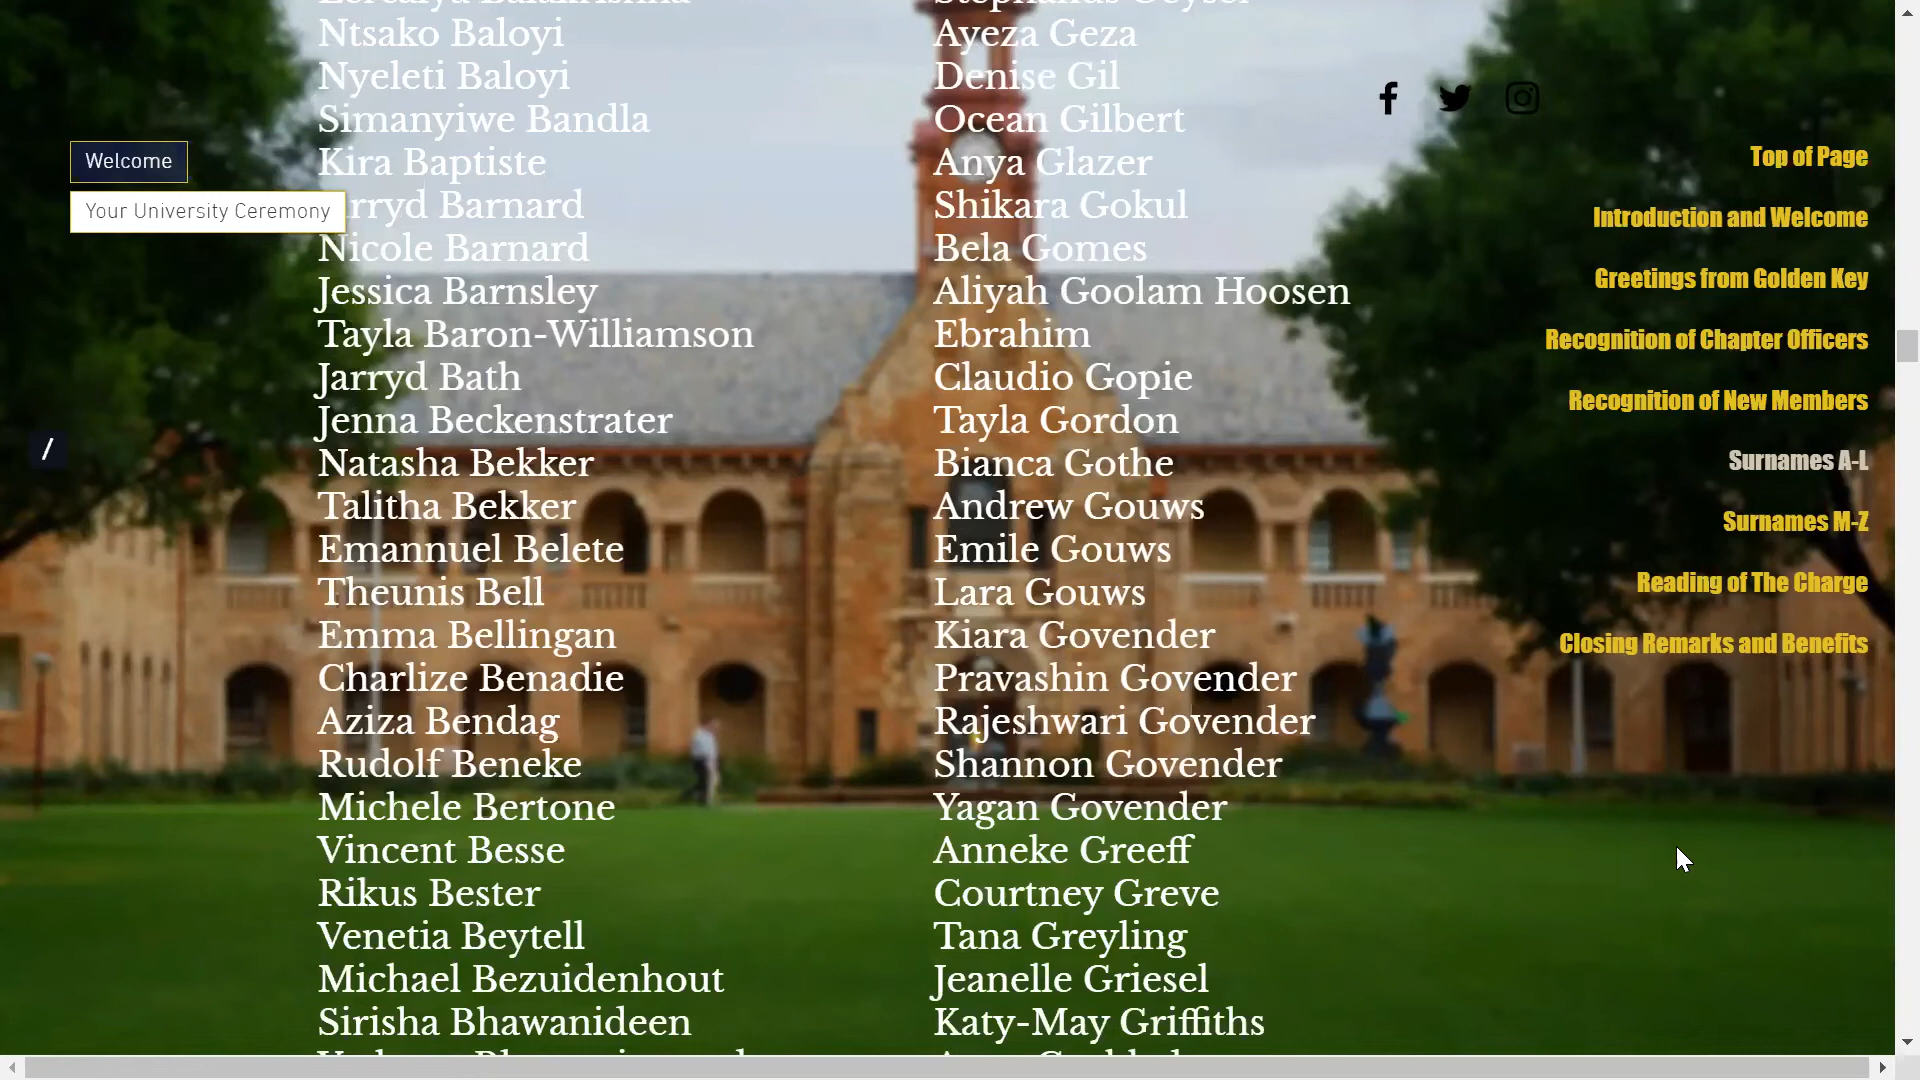 Ntsako Baloyi
Nyeleti Baloyi
Simanyiwe Bandla
Kira Baptiste
Barnard
Nicole Barnard
Jessica Barnsley
Tayla Baron-Williamson
Jarryd Bath
Jenna Beckenstrater
Natasha Bekker
Talitha Bekker
Emannuel Belete
Theunis Bell
Emma Bellingan
Charlize Benadie
Aziza Bendag
Rudolf Beneke
Michele Bertone
Vincent Besse
Rikus Bester
Venetia Beytell
Michael Bezuidenhout
Sirisha Bhawanideen
Ayeza Geza
Denise Gil
Ocean Gilbert
Anya Glazer
Shikara Gokul
Bela Gomes
Aliyah Goolam Hoosen
Ebrahim
Claudio Gopie
Tayla Gordon
Bianca Gothe
Andrew Gouws
Emile Gouws
Lara Gouws
Kiara Govender
Pravashin Govender
Rajeshwari Govender
Shannon Govender
Yagan Govender
Anneke Greeff
Courtney Greve
Tana Greyling
Jeanelle Griesel
Katy-May Griffiths
Welcome
Your University Ceremony
/
Top of Page
Introduction and Welcome
Greetings from Golden Key
Recognition of Chapter Officers
Recognition of New Members
Surnames A-L
Surnames M-Z
Reading of The Charge
Closing Remarks and Benefits